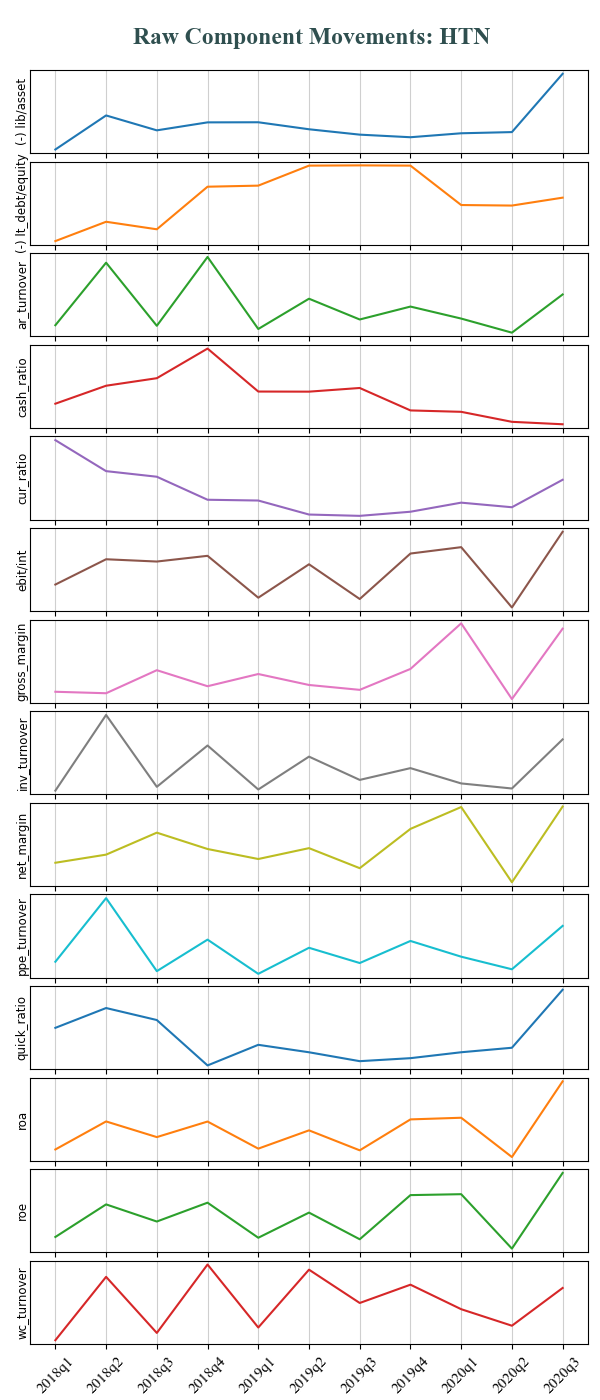 Raw Component Movements: HTN
(-) lib/asset
(-) lt_debt/equity
ar_turnover
cash_ratio
cur_ratio
ebit/int
gross_margin
inv_turnover
net_margin
ppe_turnover
quick_ratio
roa
roe
wc_turnover
2018q1 2018q2 2018q3 2018q4 2019q1 2019q2 2019q3 2019q4 2020q1 2020q2 2020q3